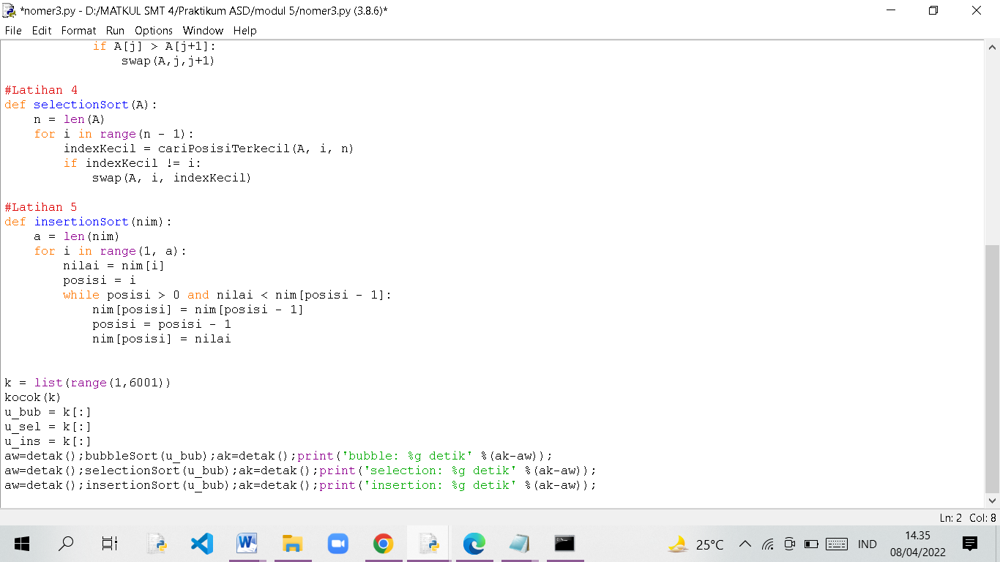 *nomer3.py - D:/MATKUL SMT 4/Praktikum ASD/modul 5/nomer3.py (3.8.6)*
File Edit Format Run Options Window Help
            if A[j] > A[j+1]:
                swap(A,j,j+1)

#Latihan 4
def selectionSort(A):
    n = len(A)
    for i in range(n - 1):
        indexKecil = cariPosisiTerkecil(A, i, n)
        if indexKecil != i:
            swap(A, i, indexKecil)

#Latihan 5
def insertionSort(nim):
    a = len(nim)
    for i in range(1, a):
        nilai = nim[i]
        posisi = i
        while posisi > 0 and nilai < nim[posisi - 1]:
            nim[posisi] = nim[posisi - 1]
            posisi = posisi - 1
            nim[posisi] = nilai

k = list(range(1,6001))
kocok(k)
u_bub = k[:]
u_sel = k[:]
u_ins = k[:]
aw=detak();bubbleSort(u_bub);ak=detak();print('bubble: %g detik' %(ak-aw));
aw=detak();selectionSort(u_bub);ak=detak();print('selection: %g detik' %(ak-aw));
aw=detak();insertionSort(u_bub);ak=detak();print('insertion: %g detik' %(ak-aw));
Ln: 2 Col: 8
25°C
IND
14.35
08/04/2022